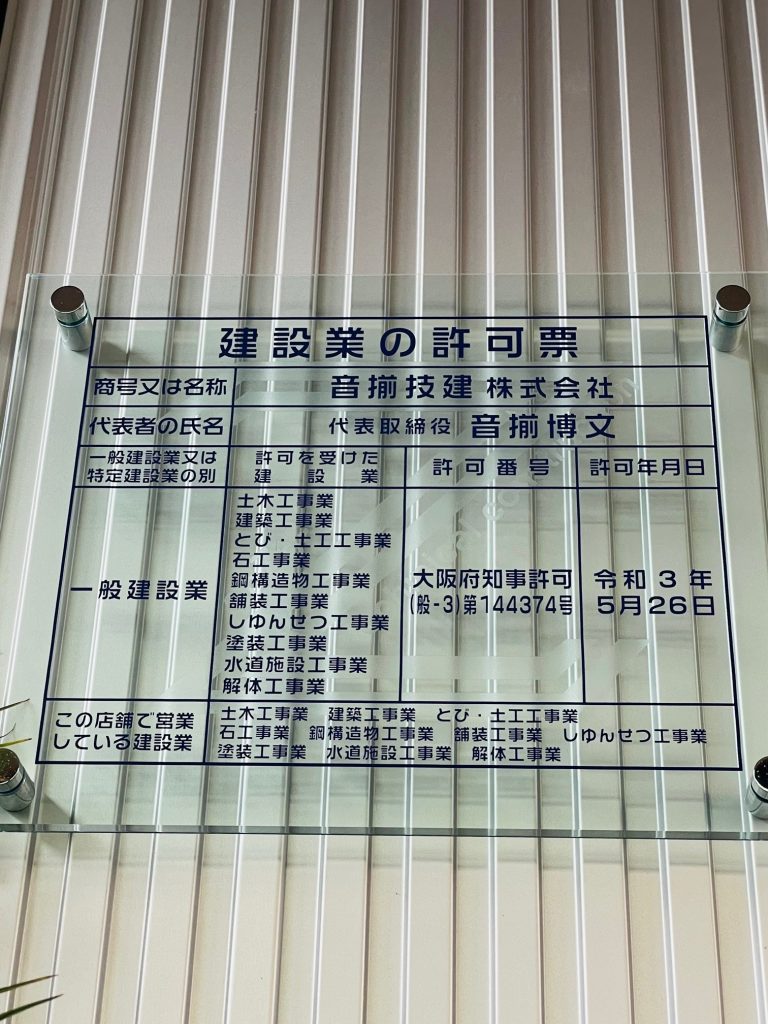 建設業の許可票
商号又は名称 音揃技建 株式会社
代表者の氏名 代表取締役 音揃博文
一般建設業又は
特定建設業の別
許可を受けた
建設業
許可番号
許可年月日
一般建設業
土木工事業
建築工事業
とび・土工工事業
石工事業
鋼構造物工事業
舗装工事業
しゆんせつ工事業
塗装工事業
水道施設工事業
解体工事業
大阪府知事許可
(般-3)第144374号
令和3年
5月26日
この店舗で営業
している建設業
土木工事業 建築工事業 とび・土工工事業
石工事業 鋼構造物工事業 舗装工事業 しゆんせつ工事業
塗装工事業 水道施設工事業 解体工事業